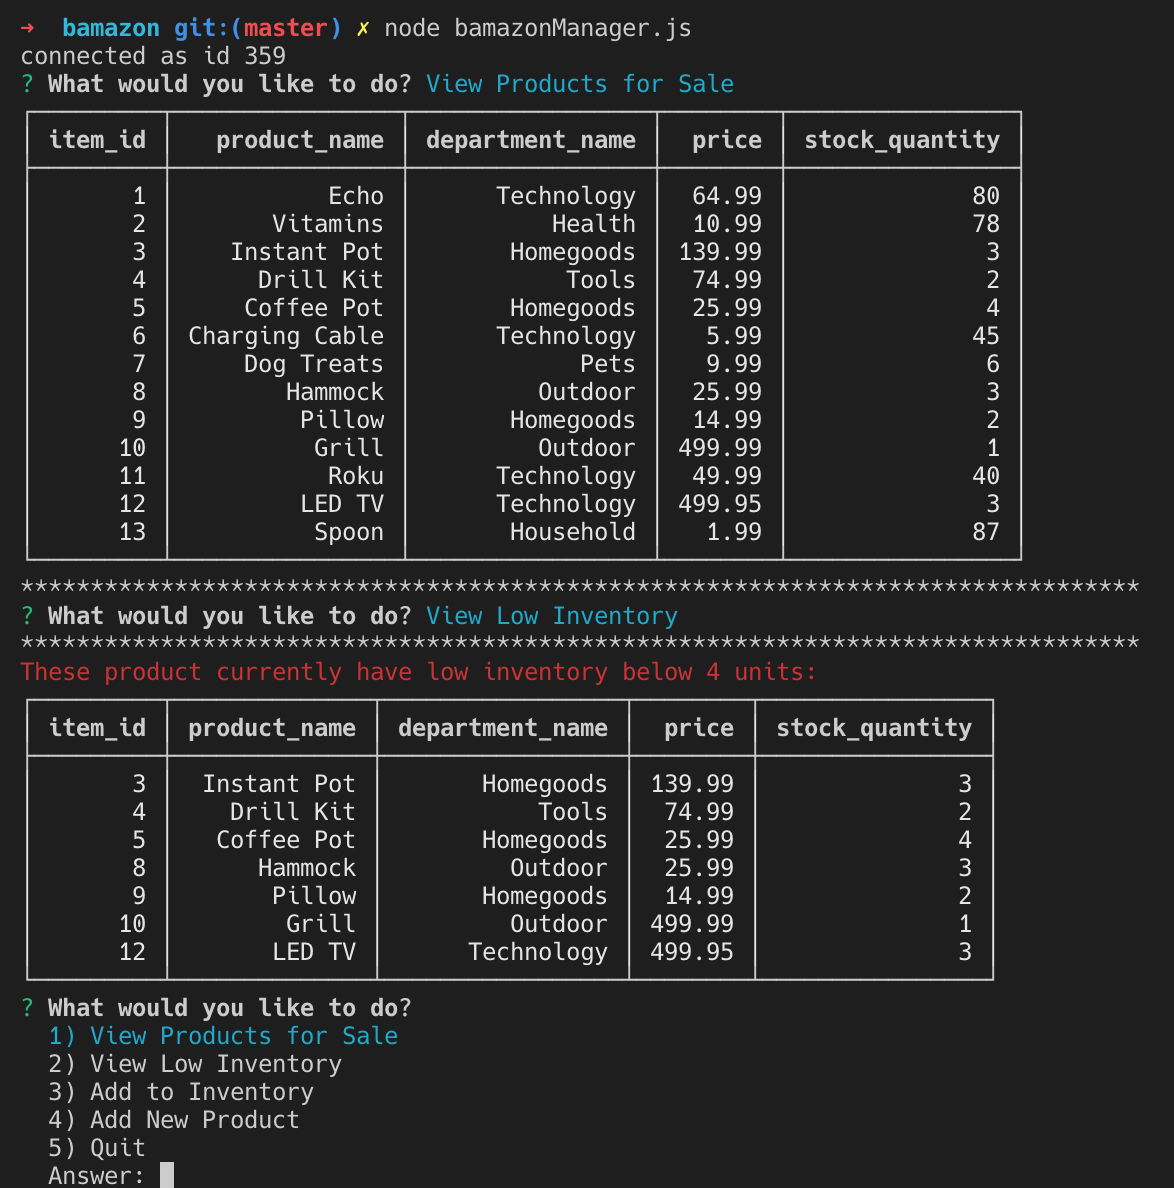 ➜  bamazon git:(master) ✗ node bamazonManager.js
connected as id 359
? What would you like to do? View Products for Sale
item_id product_name department_name price stock_quantity
1 Echo Technology 64.99 80
2 Vitamins Health 10.99 78
3 Instant Pot Homegoods 139.99 3
4 Drill Kit Tools 74.99 2
5 Coffee Pot Homegoods 25.99 4
6 Charging Cable Technology 5.99 45
7 Dog Treats Pets 9.99 6
8 Hammock Outdoor 25.99 3
9 Pillow Homegoods 14.99 2
10 Grill Outdoor 499.99 1
11 Roku Technology 49.99 40
12 LED TV Technology 499.95 3
13 Spoon Household 1.99 87
********************************************************************************
? What would you like to do? View Low Inventory
********************************************************************************
These product currently have low inventory below 4 units:
item_id product_name department_name price stock_quantity
3 Instant Pot Homegoods 139.99 3
4 Drill Kit Tools 74.99 2
5 Coffee Pot Homegoods 25.99 4
8 Hammock Outdoor 25.99 3
9 Pillow Homegoods 14.99 2
10 Grill Outdoor 499.99 1
12 LED TV Technology 499.95 3
? What would you like to do?
1) View Products for Sale
2) View Low Inventory
3) Add to Inventory
4) Add New Product
5) Quit
Answer: